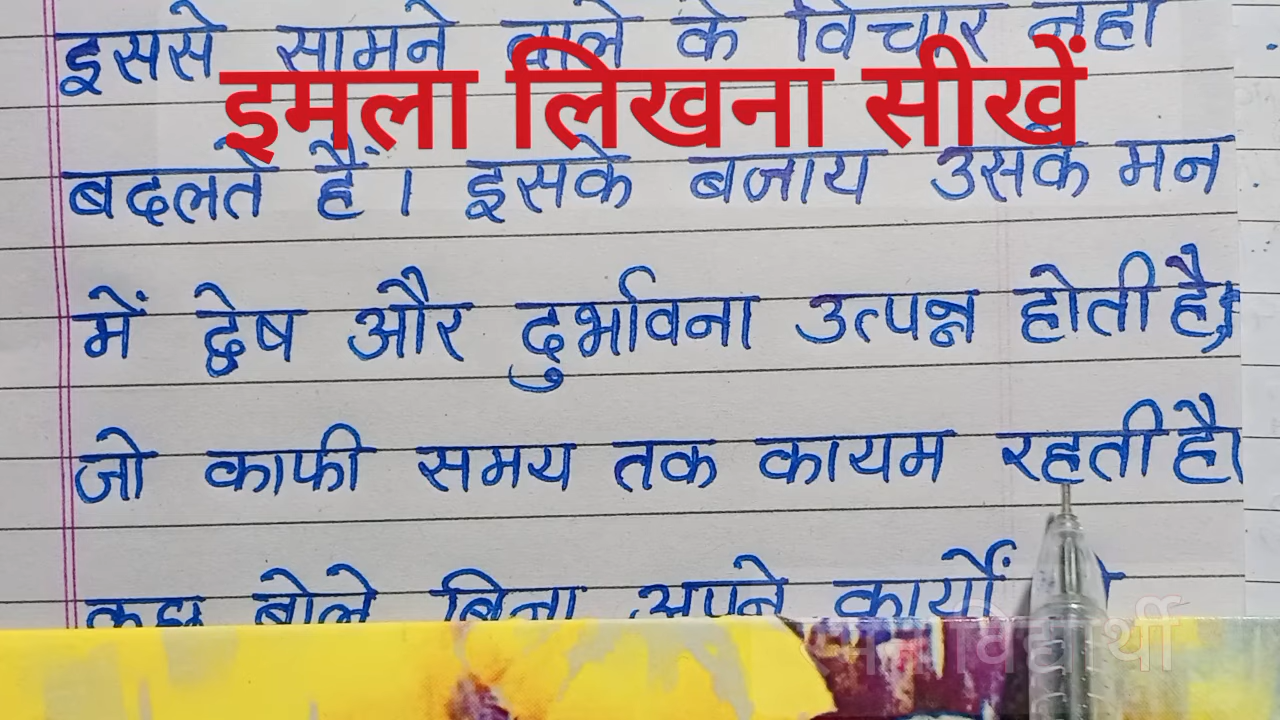 इससे सामने वाले के विचार नहीं
इमला लिखना सीखें
बदलते हैं। इसके बजाय उसके मन
में द्वेष और दुर्भावना उत्पन्न होती है,
जो काफी समय तक कायम रहती है।
बोले बिना अपने कार्यों
विद्यार्थी